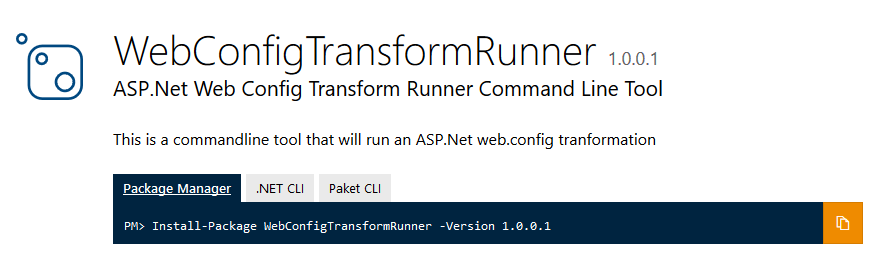 WebConfigTransformRunner 1.0.0.1
ASP.Net Web Config Transform Runner Command Line Tool
This is a commandline tool that will run an ASP.Net web.config tranformation
Package Manager .NET CLI Paket CLI
PM> Install-Package WebConfigTransformRunner -Version 1.0.0.1